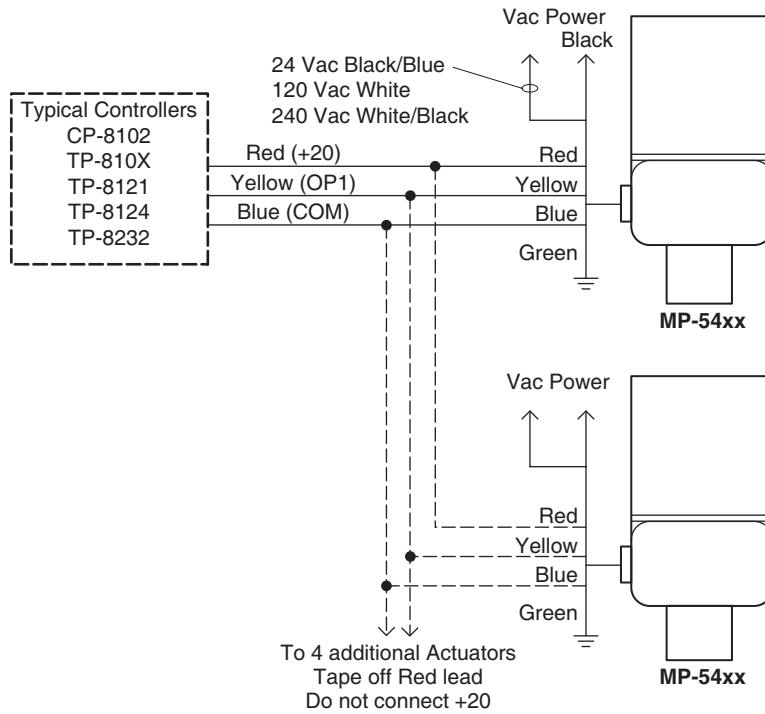 Vac Power
Black
24 Vac Black/Blue
120 Vac White
240 Vac White/Black
Typical Controllers
CP-8102
TP-810X
TP-8121
TP-8124
TP-8232
Red (+20)
Yellow (OP1)
Blue (COM)
Red
Yellow
Blue
Green
MP-54xx
Vac Power
Red
Yellow
Blue
Green
MP-54xx
To 4 additional Actuators
Tape off Red lead
Do not connect +20